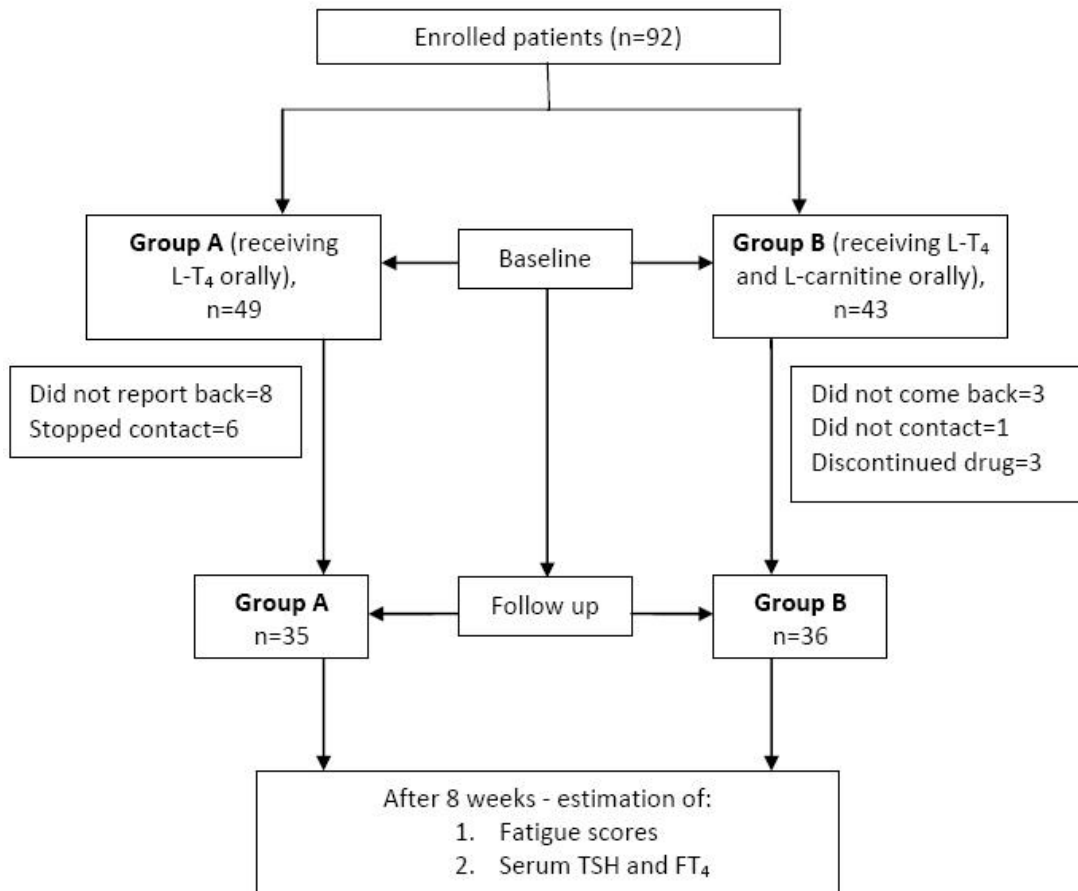 Enrolled patients (n=92)
Group A (receiving
L-T₄ orally),
n=49
Baseline
Group B (receiving L-T₄
and L-carnitine orally),
n=43
Did not report back=8
Stopped contact=6
Did not come back=3
Did not contact=1
Discontinued drug=3
Group A
n=35
Follow up
Group B
n=36
After 8 weeks - estimation of:
1. Fatigue scores
2. Serum TSH and FT₄